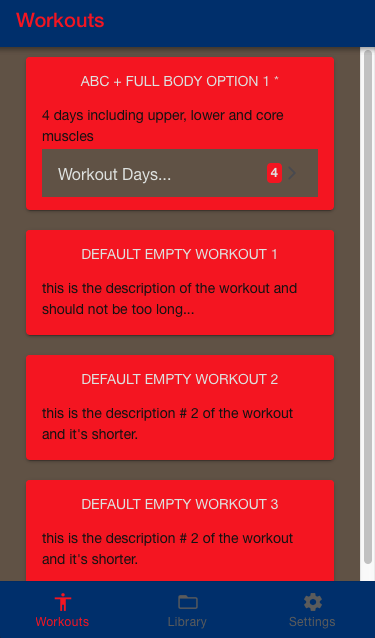 Workouts
ABC + FULL BODY OPTION 1 *
4 days including upper, lower and core
muscles
Workout Days... 4
DEFAULT EMPTY WORKOUT 1
this is the description of the workout and
should not be too long...
DEFAULT EMPTY WORKOUT 2
this is the description # 2 of the workout
and it's shorter.
DEFAULT EMPTY WORKOUT 3
this is the description # 2 of the workout
and it's shorter.
Workouts Library Settings